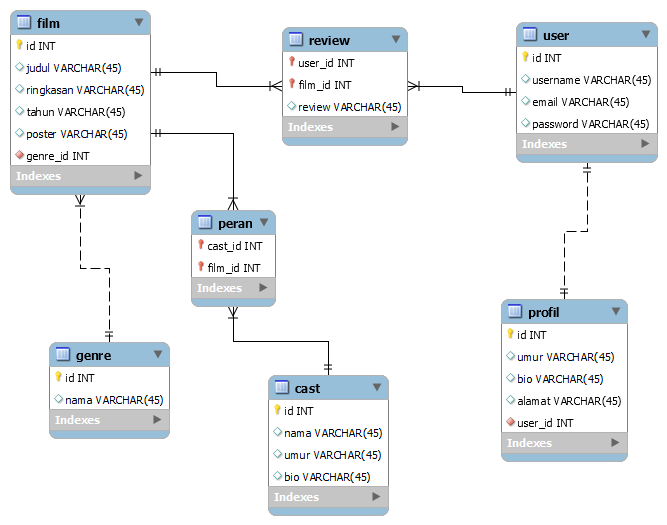 film
id INT
judul VARCHAR(45)
ringkasan VARCHAR(45)
tahun VARCHAR(45)
poster VARCHAR(45)
genre_id INT
Indexes
review
user_id INT
film_id INT
review VARCHAR(45)
Indexes
user
id INT
username VARCHAR(45)
email VARCHAR(45)
password VARCHAR(45)
Indexes
peran
cast_id INT
film_id INT
Indexes
genre
id INT
nama VARCHAR(45)
Indexes
cast
id INT
nama VARCHAR(45)
umur VARCHAR(45)
bio VARCHAR(45)
Indexes
profil
id INT
umur VARCHAR(45)
bio VARCHAR(45)
alamat VARCHAR(45)
user_id INT
Indexes